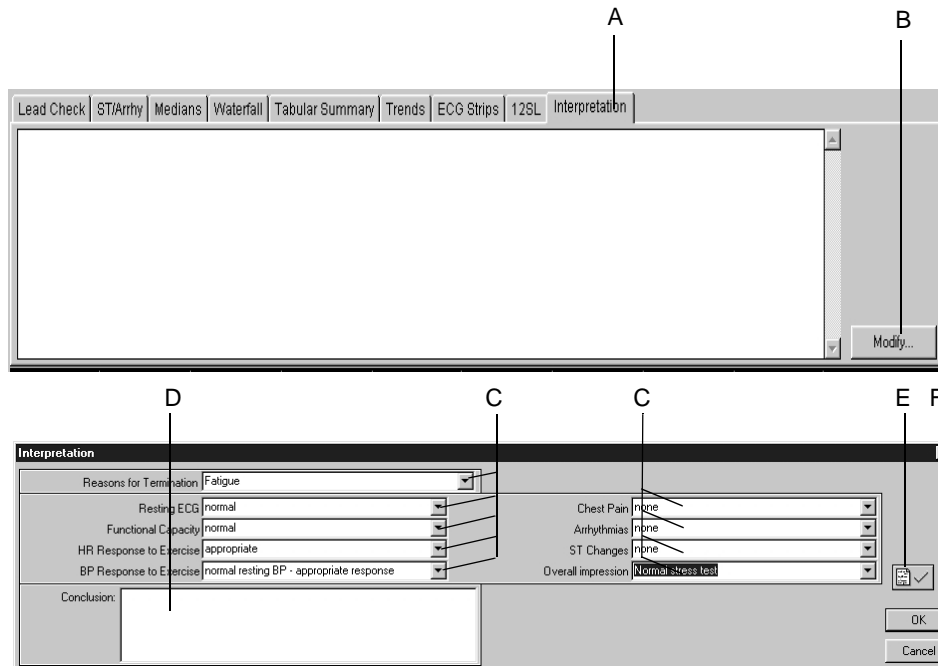 A B
Lead Check ST/Arrhy Medians Waterfall Tabular Summary Trends ECG Strips 12SL Interpretation
Modify...
D C C E F
Interpretation
Reasons for Termination Fatigue
Resting ECG normal Chest Pain none
Functional Capacity normal Arrhythmias none
HR Response to Exercise appropriate ST Changes none
BP Response to Exercise normal resting BP - appropriate response Overall impression Normal stress test
Conclusion:
OK
Cancel